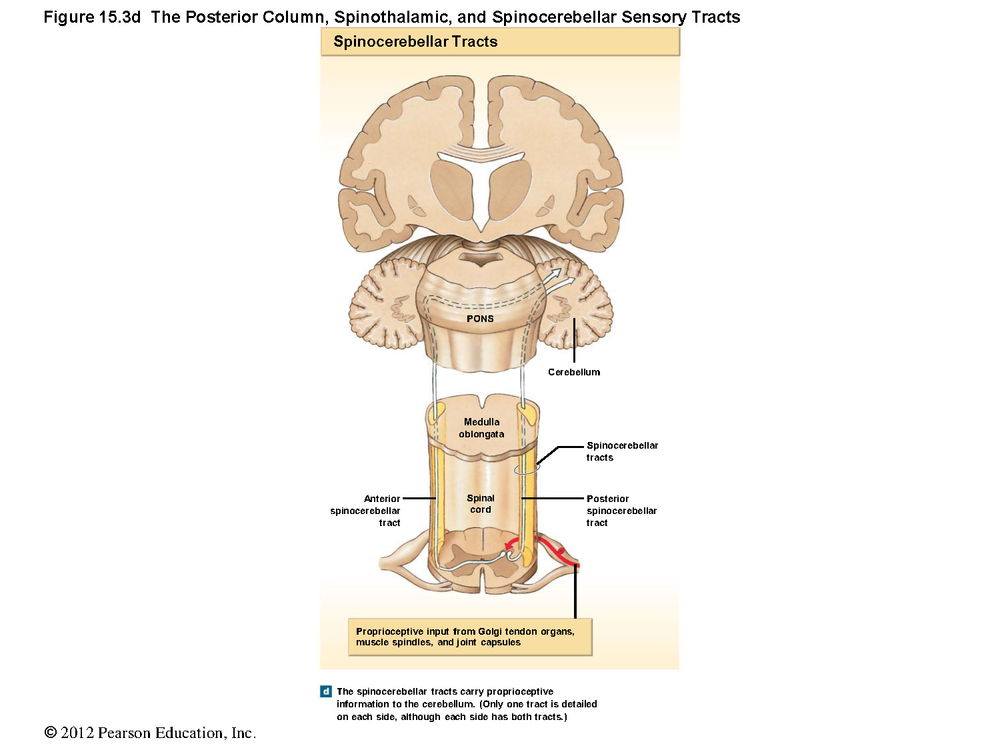 Figure 15.3d  The Posterior Column, Spinothalamic, and Spinocerebellar Sensory Tracts
Spinocerebellar Tracts
PONS
Cerebellum
Medulla
oblongata
Spinocerebellar
tracts
Anterior
spinocerebellar
tract
Spinal
cord
Posterior
spinocerebellar
tract
Proprioceptive input from Golgi tendon organs,
muscle spindles, and joint capsules
d The spinocerebellar tracts carry proprioceptive
information to the cerebellum. (Only one tract is detailed
on each side, although each side has both tracts.)
© 2012 Pearson Education, Inc.